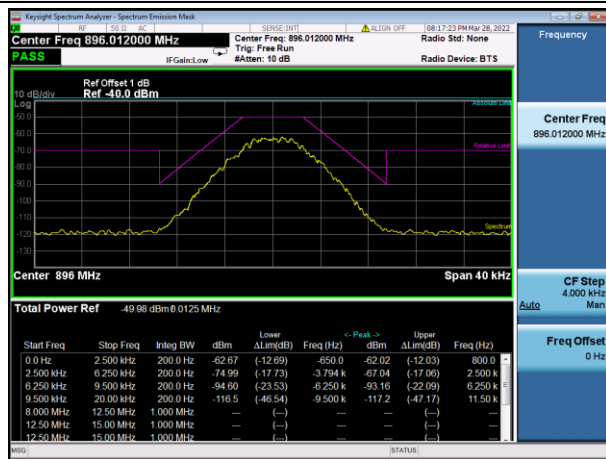 Keysight Spectrum Analyzer - Spectrum Emission Mask
RF 50 Ω AC SENSE:INT ALIGN OFF 08:17:23 PM Mar 28, 2022
Center Freq 896.012000 MHz Center Freq: 896.012000 MHz Radio Std: None
Trig: Free Run
PASS IFGain:Low #Atten: 10 dB Radio Device: BTS
Ref Offset 1 dB
10 dB/div Ref -40.0 dBm
Log Absolute Limit
-50.0
-60.0
-70.0 Relative Limit
-80.0
-90.0
-100
-110
-120 Spectrum
-130
Center 896 MHz Span 40 kHz
Total Power Ref -49.98 dBm/0.0125 MHz
Lower <- Peak -> Upper
Start Freq Stop Freq Integ BW dBm ΔLim(dB) Freq (Hz) dBm ΔLim(dB) Freq (Hz)
0.0 Hz 2.500 kHz 200.0 Hz -62.67 (-12.69) -650.0 -62.02 (-12.03) 800.0
2.500 kHz 6.250 kHz 200.0 Hz -74.99 (-17.73) -3.794 k -67.04 (-17.06) 2.500 k
6.250 kHz 9.500 kHz 200.0 Hz -94.60 (-23.53) -6.250 k -93.16 (-22.09) 6.250 k
9.500 kHz 20.00 kHz 200.0 Hz -116.5 (-46.54) -9.500 k -117.2 (-47.17) 11.50 k
8.000 MHz 12.50 MHz 1.000 MHz --- (---) --- --- (---) ---
12.50 MHz 15.00 MHz 1.000 MHz --- (---) --- --- (---) ---
12.50 MHz 15.00 MHz 1.000 MHz --- (---) --- --- (---) ---
MSG STATUS
Frequency
Center Freq
896.012000 MHz
CF Step
4.000 kHz
Auto Man
Freq Offset
0 Hz